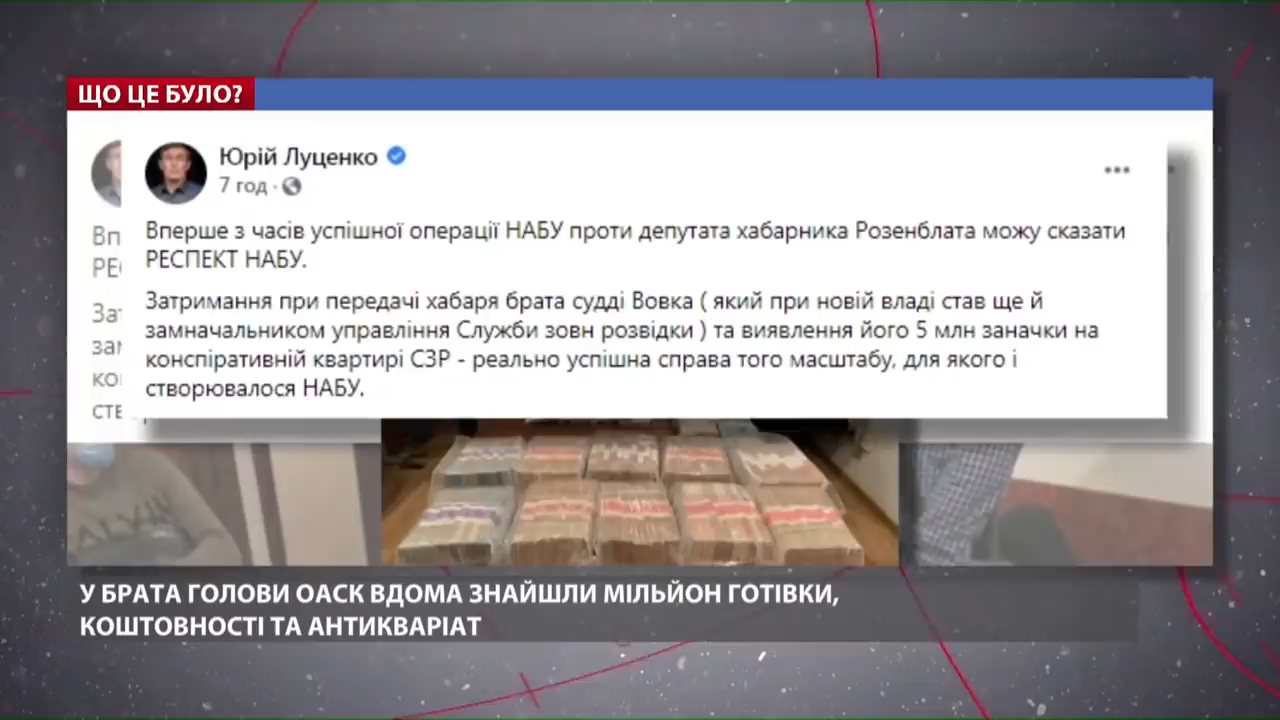 ЩО ЦЕ БУЛО?
Юрій Луценко
7 год ·
Вперше з часів успішної операції НАБУ проти депутата хабарника Розенблата можу сказати
РЕСПЕКТ НАБУ.
Затримання при передачі хабаря брата судді Вовка ( який при новій владі став ще й
замначальником управління Служби зовн розвідки ) та виявлення його 5 млн заначки на
конспіративній квартирі СЗР - реально успішна справа того масштабу, для якого і
створювалося НАБУ.
У БРАТА ГОЛОВИ ОАСК ВДОМА ЗНАЙШЛИ МІЛЬЙОН ГОТІВКИ,
КОШТОВНОСТІ ТА АНТИКВАРІАТ